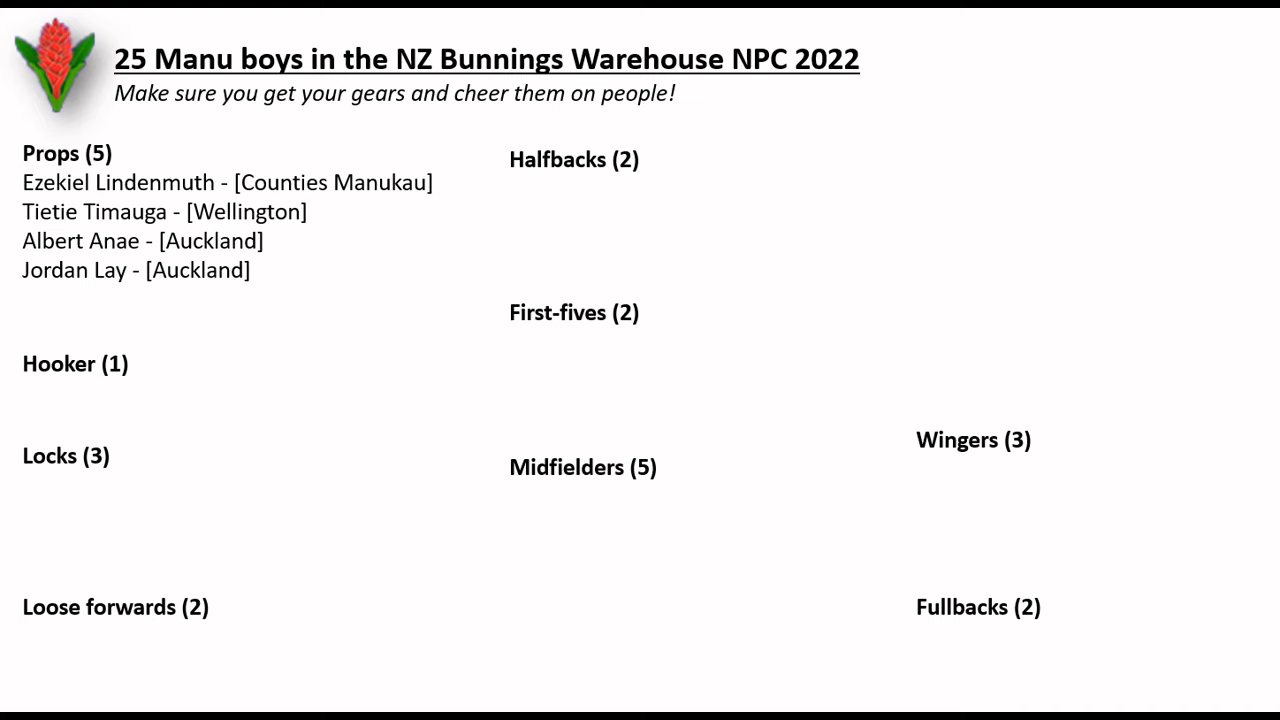 25 Manu boys in the NZ Bunnings Warehouse NPC 2022
Make sure you get your gears and cheer them on people!
Props (5)
Ezekiel Lindenmuth - [Counties Manukau]
Tietie Timauga - [Wellington]
Albert Anae - [Auckland]
Jordan Lay - [Auckland]
Hooker (1)
Locks (3)
Loose forwards (2)
Halfbacks (2)
First-fives (2)
Midfielders (5)
Wingers (3)
Fullbacks (2)